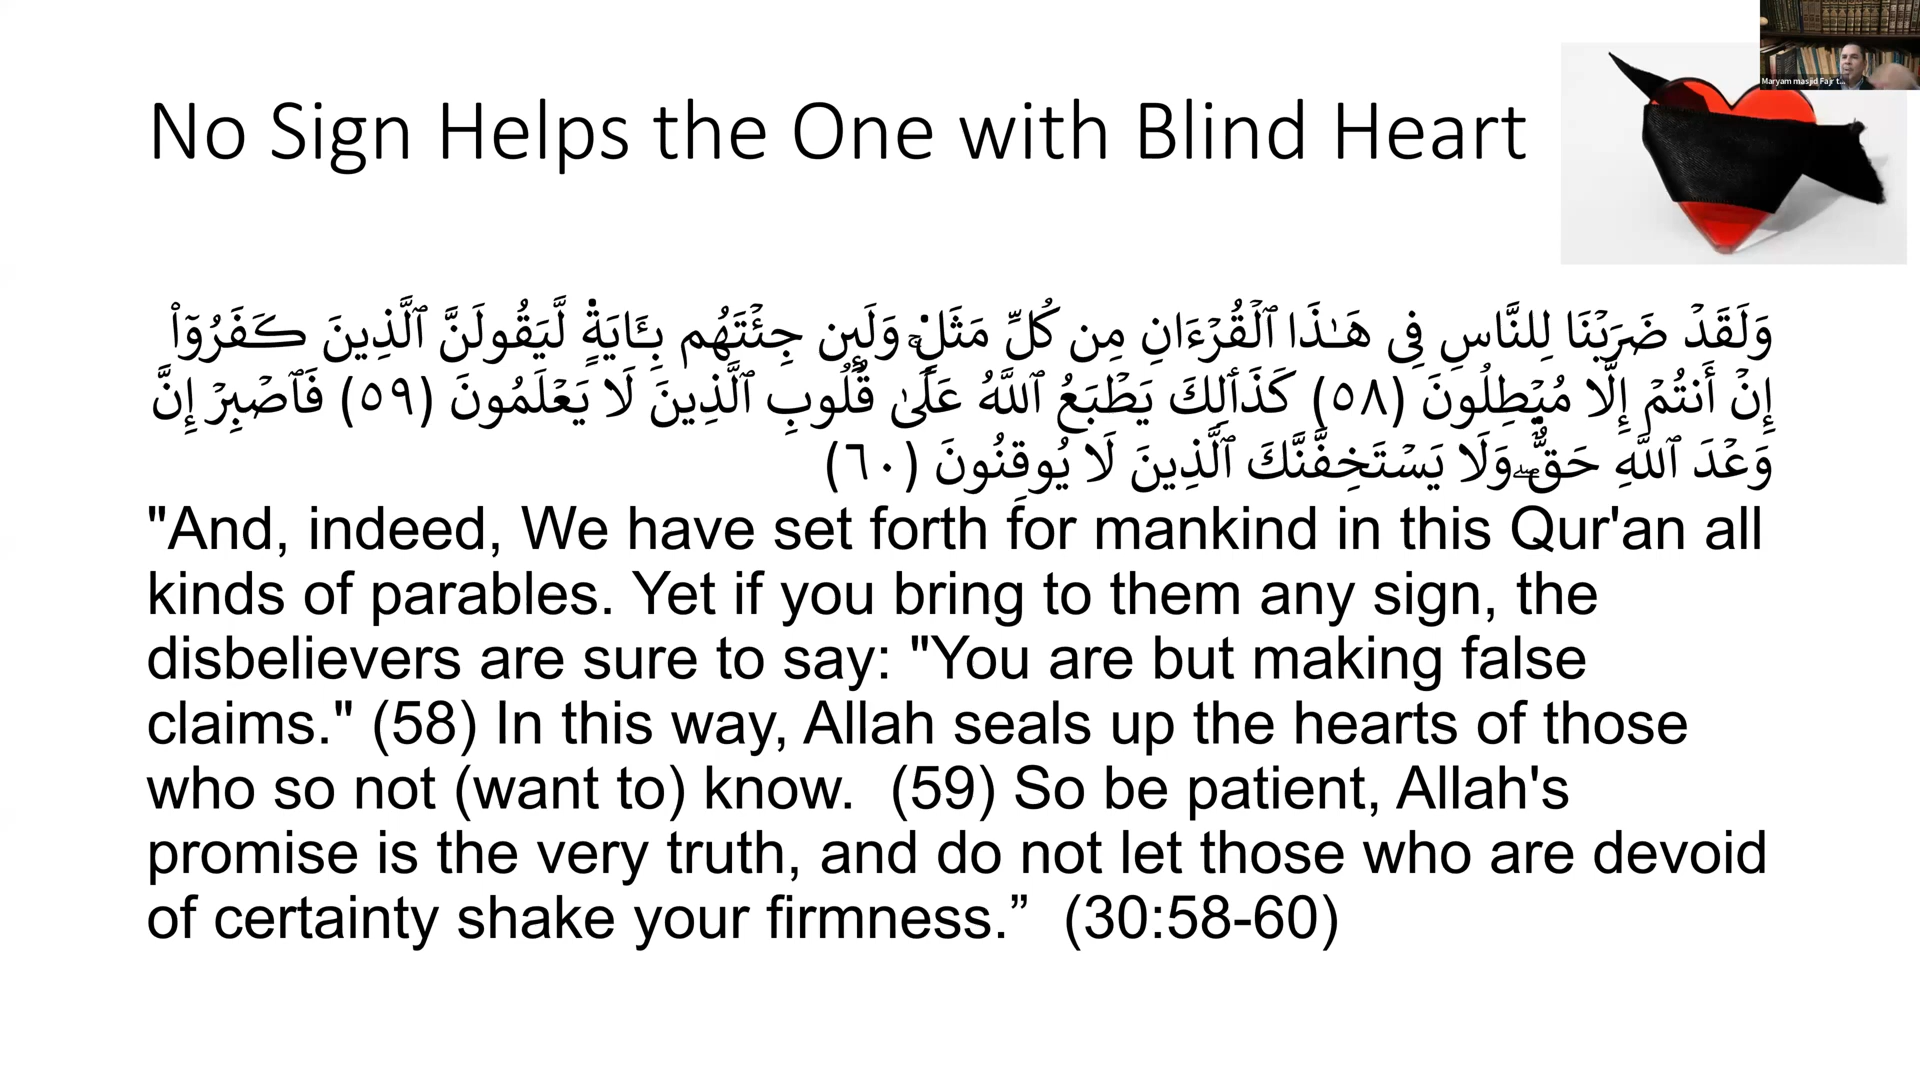 No Sign Helps the One with Blind Heart
Maryam masjid Fajr t...
وَلَقَدْ ضَرَبْنَا لِلنَّاسِ فِى هَـٰذَا ٱلْقُرْءَانِ مِن كُلِّ مَثَلٍۚ وَلَئِن جِئْتَهُم بِـَٔايَةٍ لَّيَقُولَنَّ ٱلَّذِينَ كَفَرُوٓا۟
إِنْ أَنتُمْ إِلَّا مُبْطِلُونَ (٥٨) كَذَٲلِكَ يَطْبَعُ ٱللَّهُ عَلَىٰ قُلُوبِ ٱلَّذِينَ لَا يَعْلَمُونَ (٥٩) فَٱصْبِرْ إِنَّ
وَعْدَ ٱللَّهِ حَقٌّۖ وَلَا يَسْتَخِفَّنَّكَ ٱلَّذِينَ لَا يُوقِنُونَ (٦٠)
"And, indeed, We have set forth for mankind in this Qur'an all
kinds of parables. Yet if you bring to them any sign, the
disbelievers are sure to say: "You are but making false
claims." (58) In this way, Allah seals up the hearts of those
who so not (want to) know.  (59) So be patient, Allah's
promise is the very truth, and do not let those who are devoid
of certainty shake your firmness.”  (30:58-60)